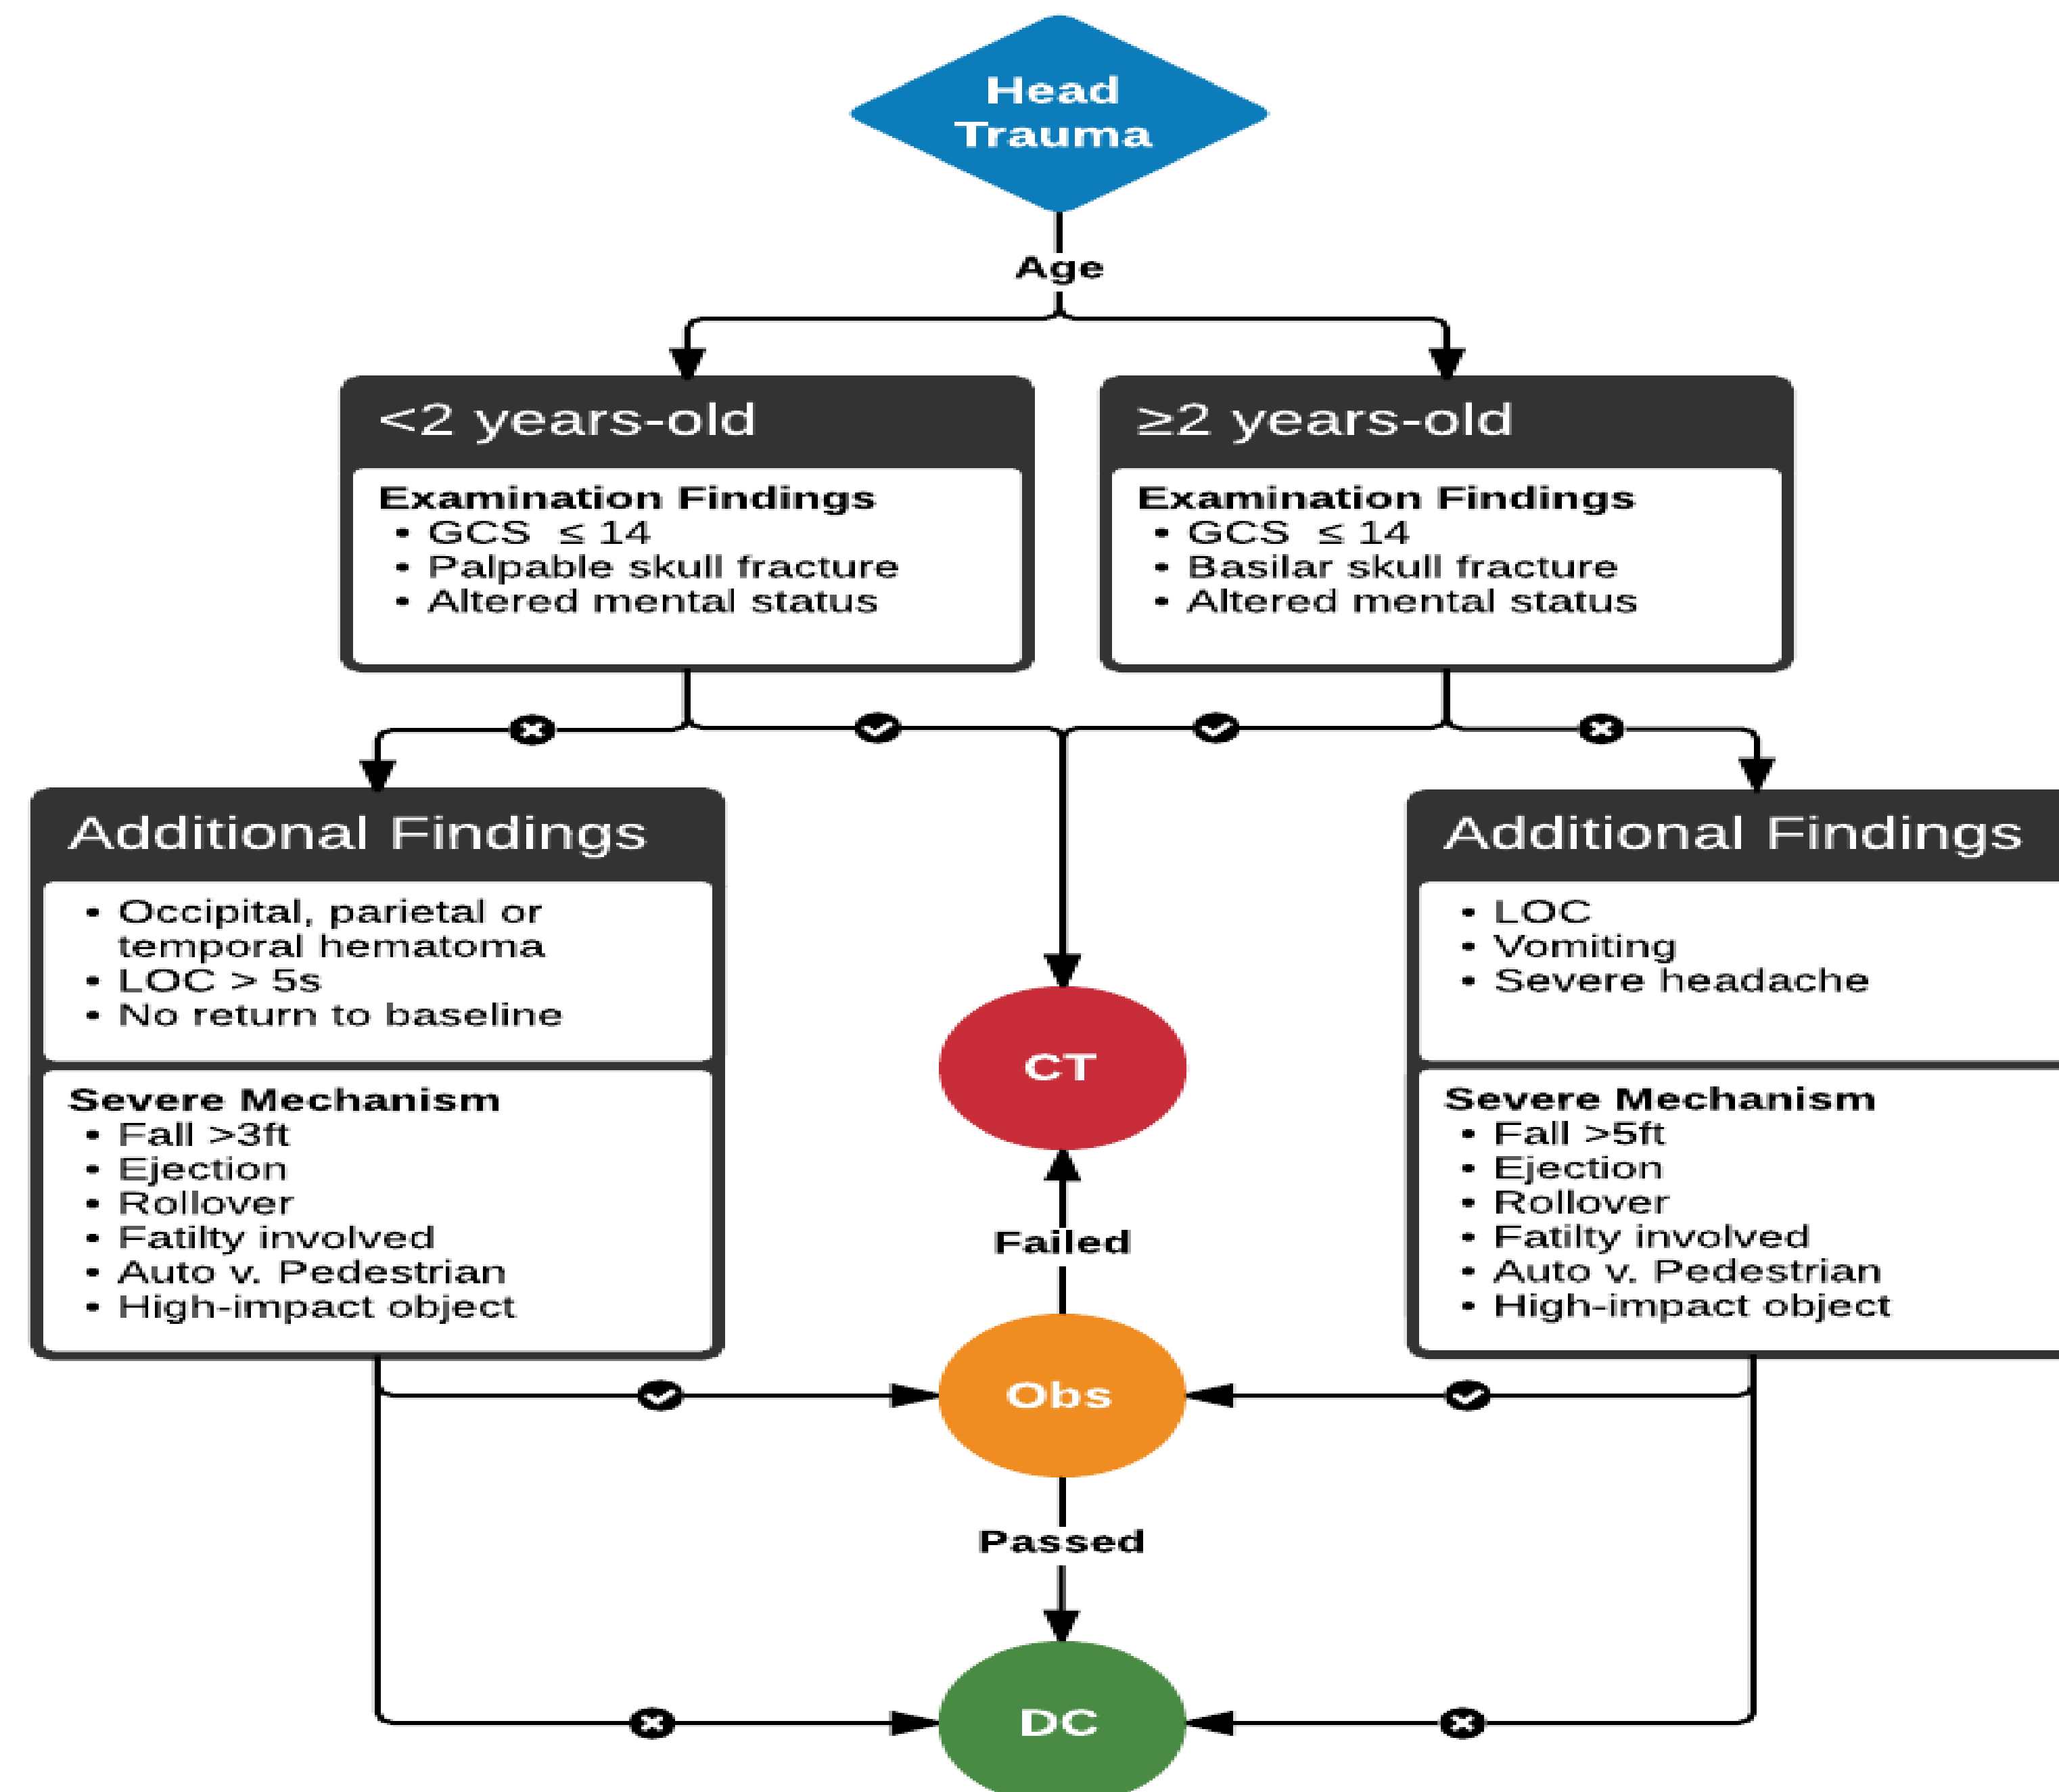 Head
Trauma
Age
<2 years-old
Examination Findings
• GCS ≤ 14
• Palpable skull fracture
• Altered mental status
≥2 years-old
Examination Findings
• GCS ≤ 14
• Basilar skull fracture
• Altered mental status
Additional Findings
• Occipital, parietal or
temporal hematoma
• LOC > 5s
• No return to baseline
Severe Mechanism
• Fall >3ft
• Ejection
• Rollover
• Fatilty involved
• Auto v. Pedestrian
• High-impact object
Additional Findings
• LOC
• Vomiting
• Severe headache
Severe Mechanism
• Fall >5ft
• Ejection
• Rollover
• Fatilty involved
• Auto v. Pedestrian
• High-impact object
CT
Failed
Obs
Passed
DC